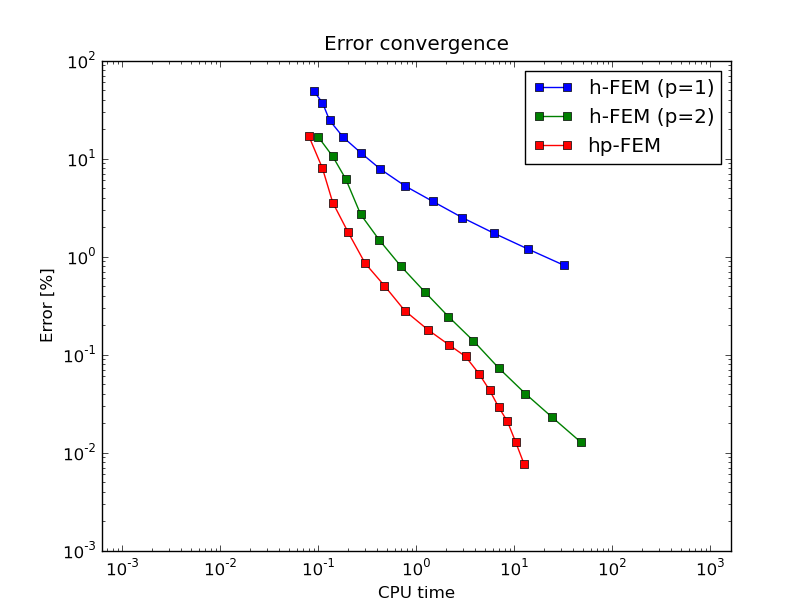 Error convergence
h-FEM (p=1)
h-FEM (p=2)
hp-FEM
10^2
10^1
10^0
10^-1
10^-2
10^-3
Error [%]
10^-3 10^-2 10^-1 10^0 10^1 10^2 10^3
CPU time